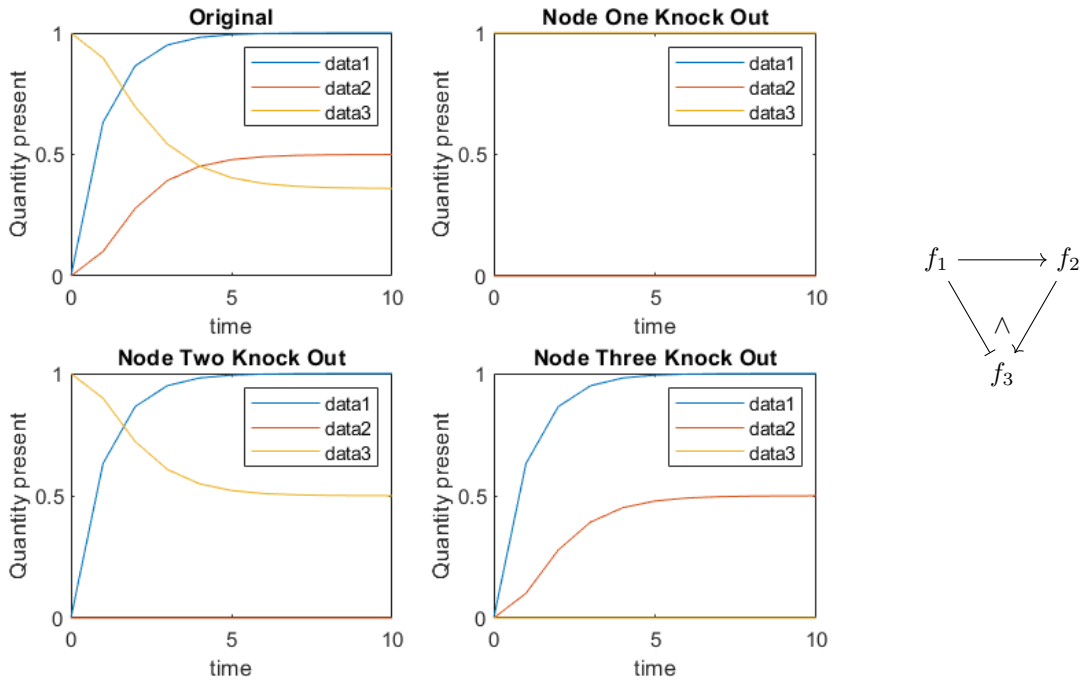 Original
Quantity present
1
0.5
0
data1
data2
data3
0
5
10
time
Node One Knock Out
Quantity present
1
0.5
0
data1
data2
data3
0
5
10
time
Node Two Knock Out
Quantity present
1
0.5
0
data1
data2
data3
0
5
10
time
Node Three Knock Out
Quantity present
1
0.5
0
data1
data2
data3
0
5
10
time
f₁
f₂
∧
f₃